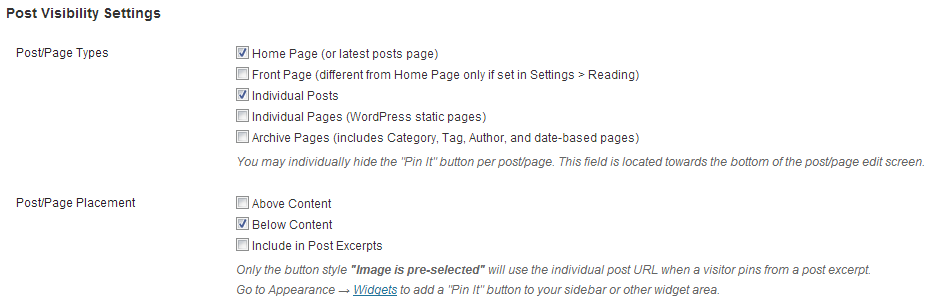 Post Visibility Settings
Post/Page Types
Home Page (or latest posts page)
Front Page (different from Home Page only if set in Settings > Reading)
Individual Posts
Individual Pages (WordPress static pages)
Archive Pages (includes Category, Tag, Author, and date-based pages)
You may individually hide the "Pin It" button per post/page. This field is located towards the bottom of the post/page edit screen.
Post/Page Placement
Above Content
Below Content
Include in Post Excerpts
Only the button style "Image is pre-selected" will use the individual post URL when a visitor pins from a post excerpt.
Go to Appearance → Widgets to add a "Pin It" button to your sidebar or other widget area.